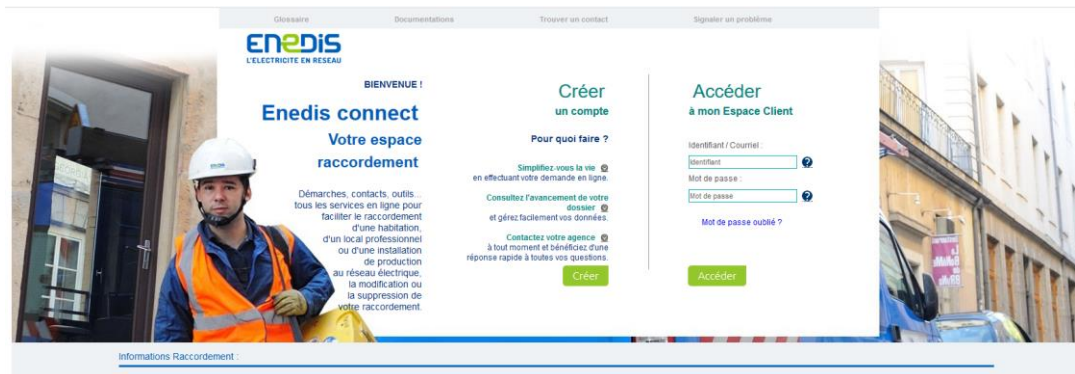 Glossaire
Documentations
Trouver un contact
Signaler un problème
ENEDIS
L'ELECTRICITE EN RESEAU
BIENVENUE !
Enedis connect
Votre espace
raccordement
Démarches, contacts, outils...
tous les services en ligne pour
faciliter le raccordement
d'une habitation,
d'un local professionnel
ou d'une installation
de production
au réseau électrique,
la modification ou
la suppression de
votre raccordement.
Créer
un compte
Pour quoi faire ?
Simplifiez-vous la vie
en effectuant votre demande en ligne.
Consultez l'avancement de votre
dossier
et gérez facilement vos données.
Contactez votre agence
à tout moment et bénéficiez d'une
réponse rapide à toutes vos questions.
Créer
Accéder
à mon Espace Client
Identifiant / Courriel :
Identifiant
?
Mot de passe :
Mot de passe
?
Mot de passe oublié ?
Accéder
Informations Raccordement :